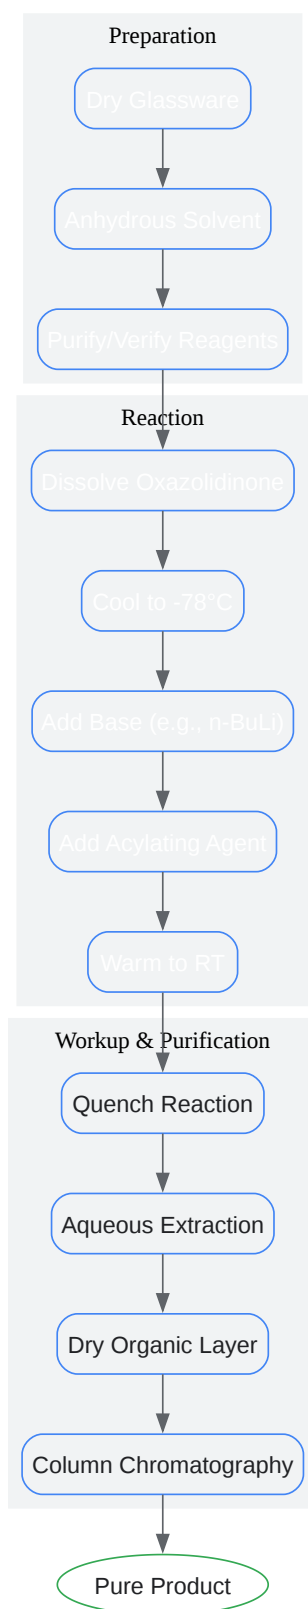 Preparation
Dry Glassware
Anhydrous Solvent
Purify/Verify Reagents
Reaction
Dissolve Oxazolidinone
Cool to -78°C
Add Base (e.g., n-BuLi)
Add Acylating Agent
Warm to RT
Workup & Purification
Quench Reaction
Aqueous Extraction
Dry Organic Layer
Column Chromatography
Pure Product